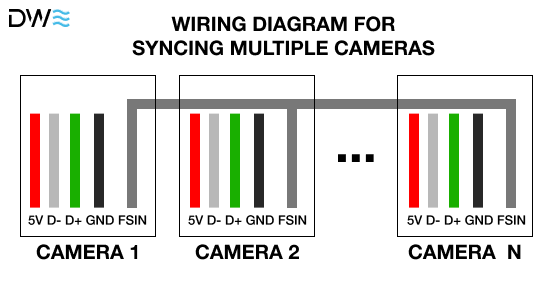 DWE
WIRING DIAGRAM FOR
SYNCING MULTIPLE CAMERAS
5V D- D+ GND FSIN
5V D- D+ GND FSIN
...
5V D- D+ GND FSIN
CAMERA 1
CAMERA 2
CAMERA N